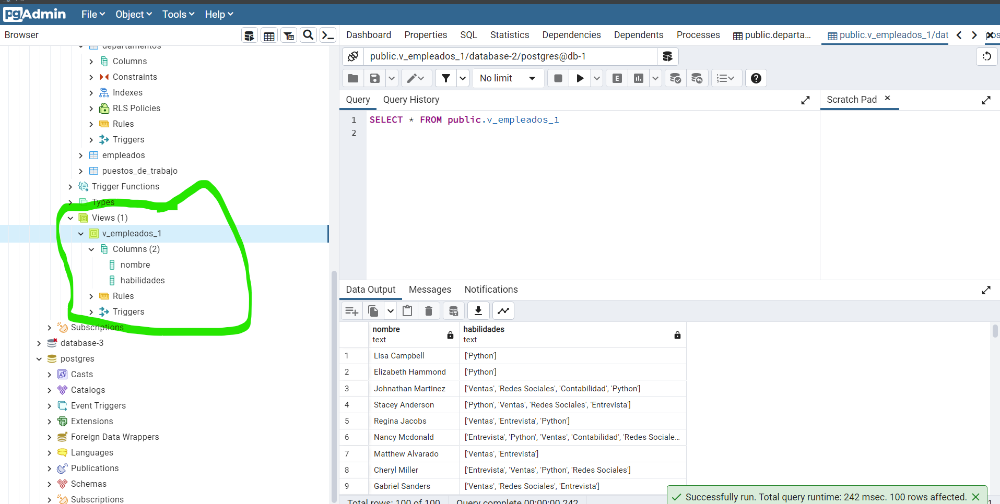 pgAdmin File Object Tools Help
Browser
departamentos
Columns
Constraints
Indexes
RLS Policies
Rules
Triggers
empleados
puestos_de_trabajo
Trigger Functions
Types
Views (1)
v_empleados_1
Columns (2)
nombre
habilidades
Rules
Triggers
Subscriptions
database-3
postgres
Casts
Catalogs
Event Triggers
Extensions
Foreign Data Wrappers
Languages
Publications
Schemas
Subscriptions
Dashboard Properties SQL Statistics Dependencies Dependents Processes public.departa... public.v_empleados_1/dat
public.v_empleados_1/database-2/postgres@db-1
No limit
Query Query History
Scratch Pad
1 SELECT * FROM public.v_empleados_1
2
Data Output Messages Notifications
nombre habilidades
text text
1 Lisa Campbell ['Python']
2 Elizabeth Hammond ['Python']
3 Johnathan Martinez ['Ventas', 'Redes Sociales', 'Contabilidad', 'Python']
4 Stacey Anderson ['Python', 'Ventas', 'Redes Sociales', 'Entrevista']
5 Regina Jacobs ['Ventas', 'Entrevista', 'Python']
6 Nancy Mcdonald ['Entrevista', 'Python', 'Ventas', 'Contabilidad', 'Redes Sociale...
7 Matthew Alvarado ['Ventas', 'Entrevista']
8 Cheryl Miller ['Entrevista', 'Ventas', 'Python', 'Redes Sociales']
9 Gabriel Sanders ['Ventas', 'Redes Sociales', 'Entrevista']
Total rows: 100 of 100 Query complete 00:00:00.242
Successfully run. Total query runtime: 242 msec. 100 rows affected.